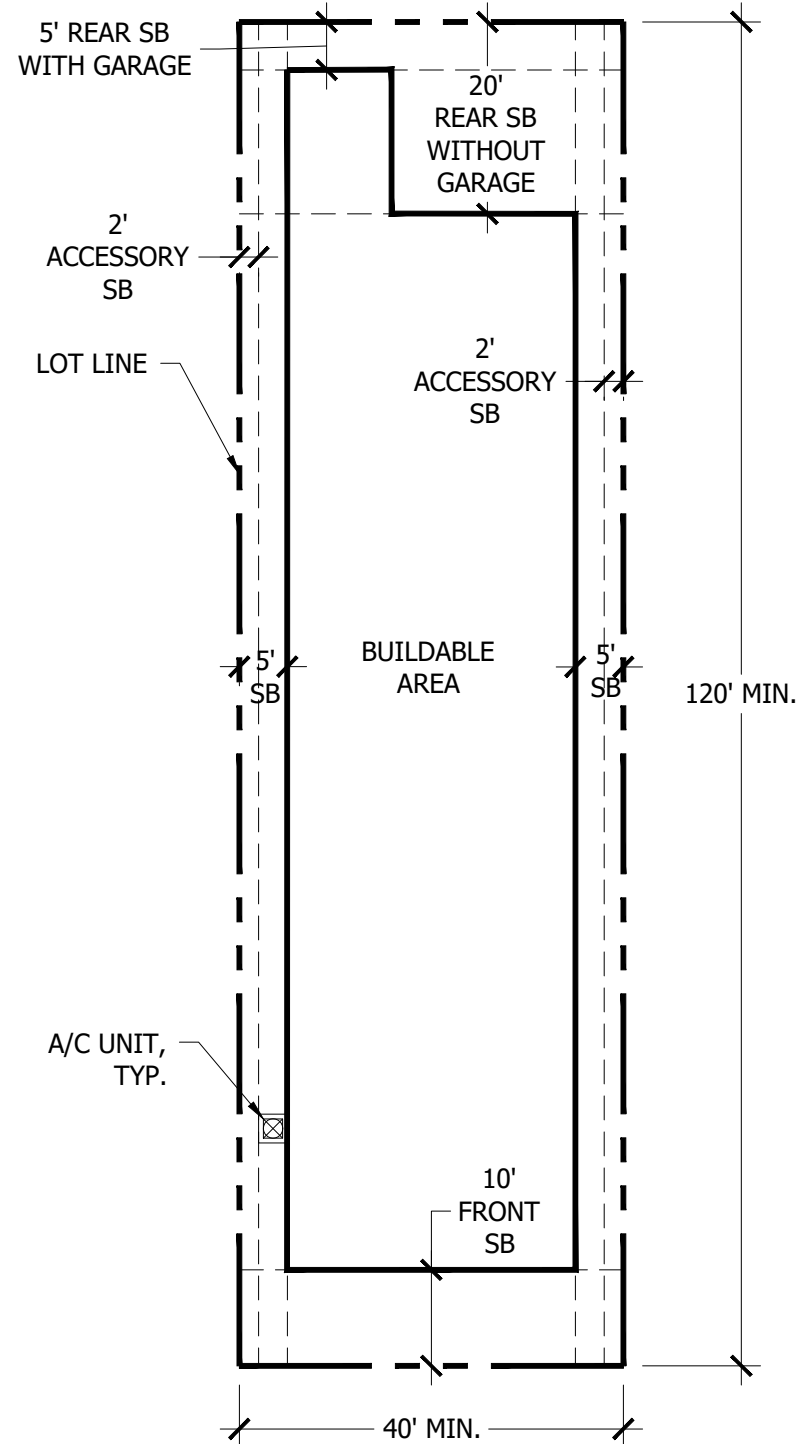 5' REAR SB
WITH GARAGE
20'
REAR SB
WITHOUT
GARAGE
2'
ACCESSORY
SB
LOT LINE
2'
ACCESSORY
SB
BUILDABLE
AREA
5'
SB
5'
SB
120' MIN.
A/C UNIT,
TYP.
10'
FRONT
SB
40' MIN.